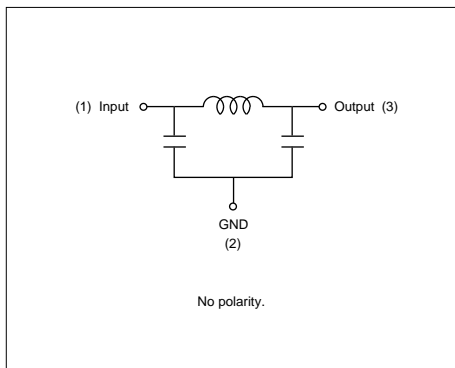 (1) Input
Output (3)
GND
(2)
No polarity.